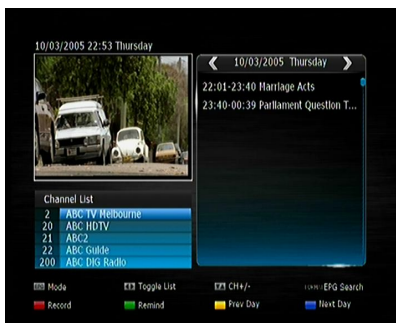 10/03/2005 22:53 Thursday
10/03/2005 Thursday
22:01-23:40 Marriage Acts
23:40-00:39 Parliament Question T...
Channel List
2 ABC TV Melbourne
20 ABC HDTV
21 ABC2
22 ABC Guide
200 ABC DIG Radio
Mode
Toggle List
CH+/-
EPG Search
Record
Remind
Prev Day
Next Day